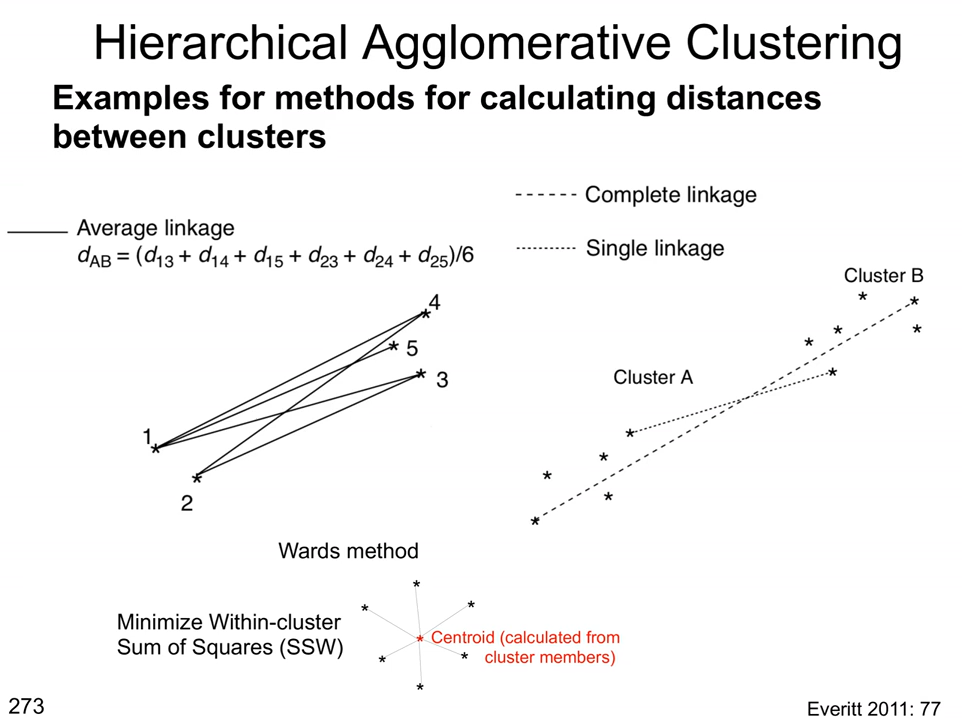 Hierarchical Agglomerative Clustering
Examples for methods for calculating distances
between clusters
Average linkage
dAB = (d13 + d14 + d15 + d23 + d24 + d25)/6
4
5
3
1
2
Complete linkage
Single linkage
Cluster B
Cluster A
Wards method
Minimize Within-cluster
Sum of Squares (SSW)
Centroid (calculated from
cluster members)
273
Everitt 2011: 77